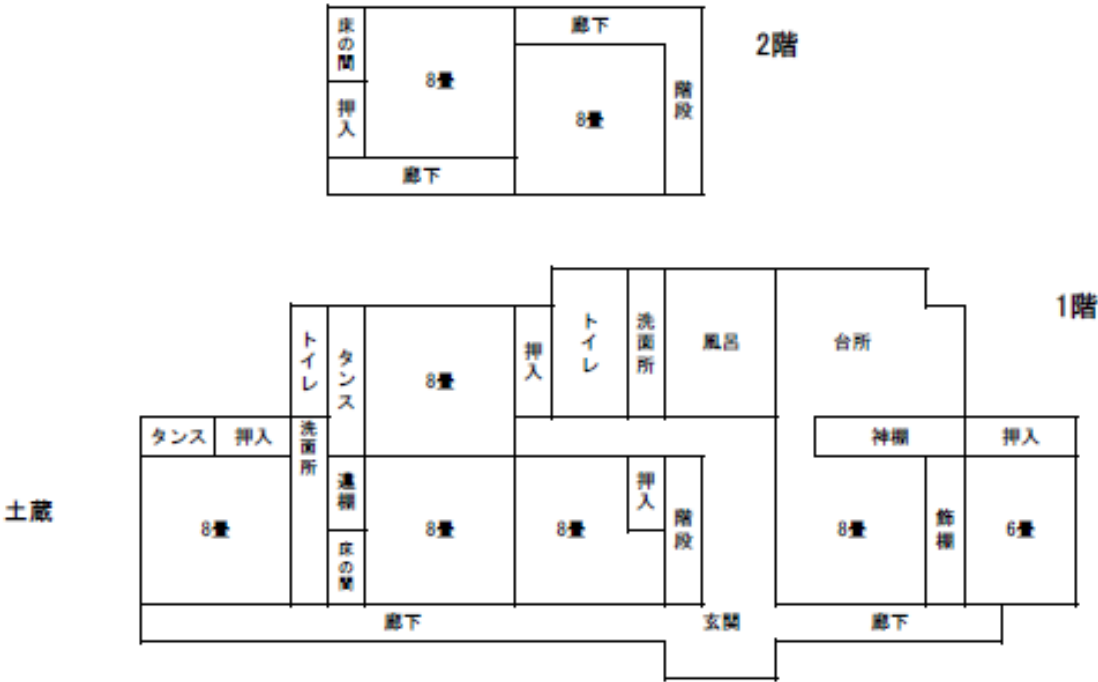 2階
床の間
8畳
廊下
押入
8畳
階段
廊下
1階
トイレ
タンス
8畳
押入
トイレ
洗面所
風呂
台所
タンス
押入
洗面所
神棚
押入
土蔵
8畳
違棚
床の間
8畳
8畳
押入
階段
8畳
飾棚
6畳
廊下
玄関
廊下